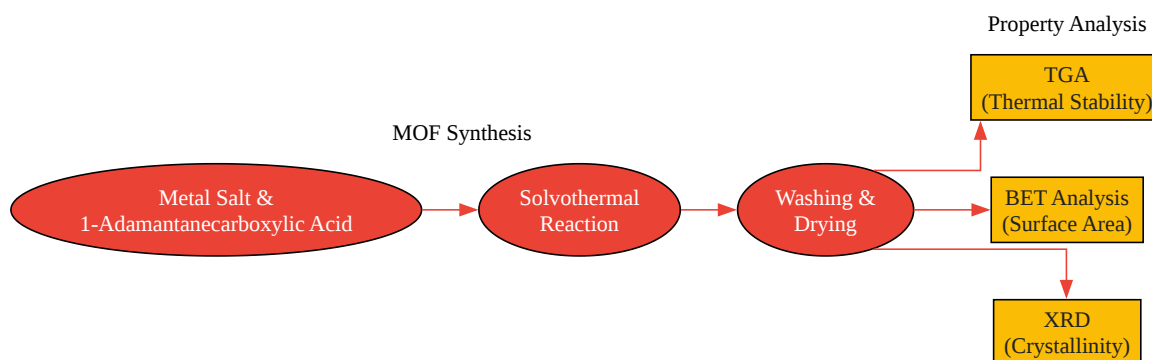 Property Analysis
TGA
(Thermal Stability)
MOF Synthesis
Metal Salt &
1-Adamantanecarboxylic Acid
Solvothermal
Reaction
Washing &
Drying
BET Analysis
(Surface Area)
XRD
(Crystallinity)